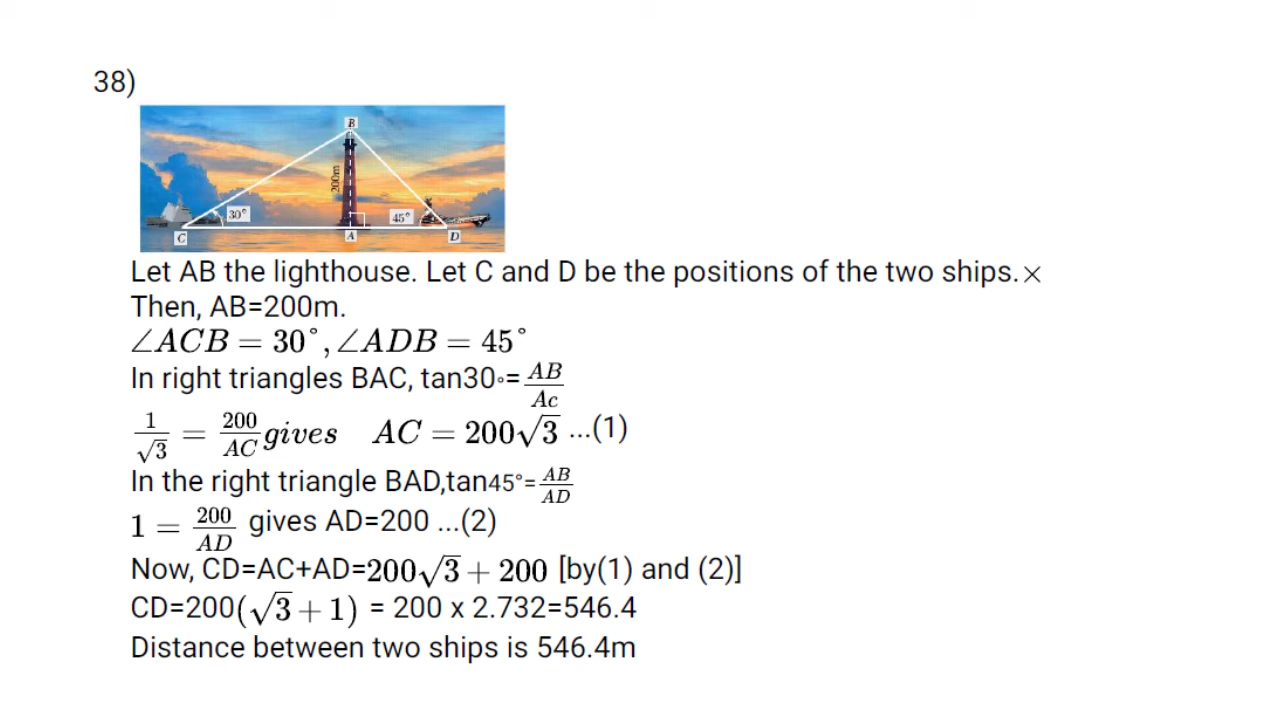 38)
B
200m
30°
45°
C
A
D
Let AB the lighthouse. Let C and D be the positions of the two ships.×
Then, AB=200m.
∠ACB = 30°, ∠ADB = 45°
In right triangles BAC, tan30∘=AB/Ac
1/√3 = 200/AC gives AC = 200√3 ...(1)
In the right triangle BAD,tan45°=AB/AD
1 = 200/AD gives AD=200 ...(2)
Now, CD=AC+AD=200√3 + 200 [by(1) and (2)]
CD=200(√3 + 1) = 200 x 2.732=546.4
Distance between two ships is 546.4m